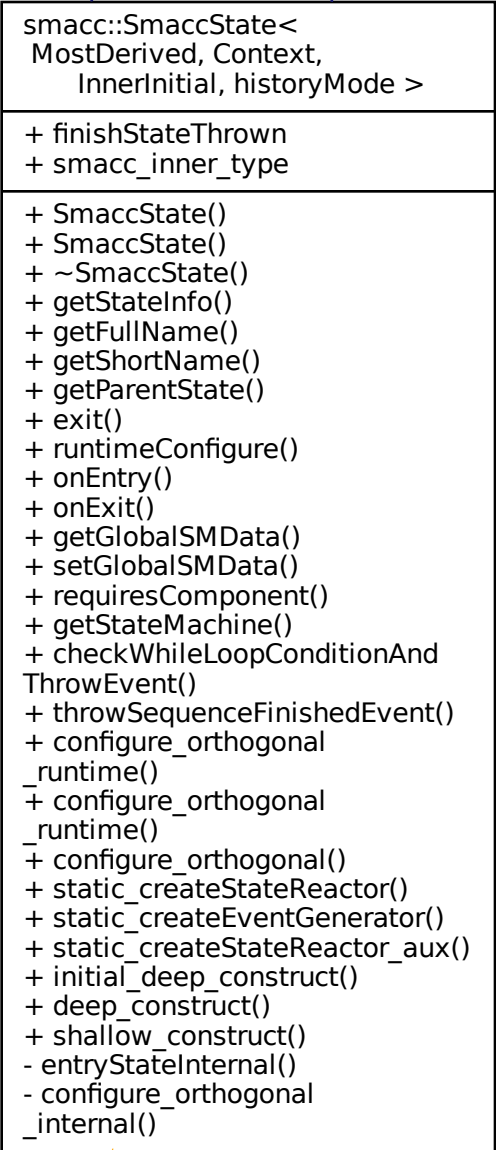 smacc::SmaccState<
MostDerived, Context,
InnerInitial, historyMode >
+ finishStateThrown
+ smacc_inner_type
+ SmaccState()
+ SmaccState()
+ ~SmaccState()
+ getStateInfo()
+ getFullName()
+ getShortName()
+ getParentState()
+ exit()
+ runtimeConfigure()
+ onEntry()
+ onExit()
+ getGlobalSMData()
+ setGlobalSMData()
+ requiresComponent()
+ getStateMachine()
+ checkWhileLoopConditionAnd
ThrowEvent()
+ throwSequenceFinishedEvent()
+ configure_orthogonal
_runtime()
+ configure_orthogonal
_runtime()
+ configure_orthogonal()
+ static_createStateReactor()
+ static_createEventGenerator()
+ static_createStateReactor_aux()
+ initial_deep_construct()
+ deep_construct()
+ shallow_construct()
- entryStateInternal()
- configure_orthogonal
_internal()